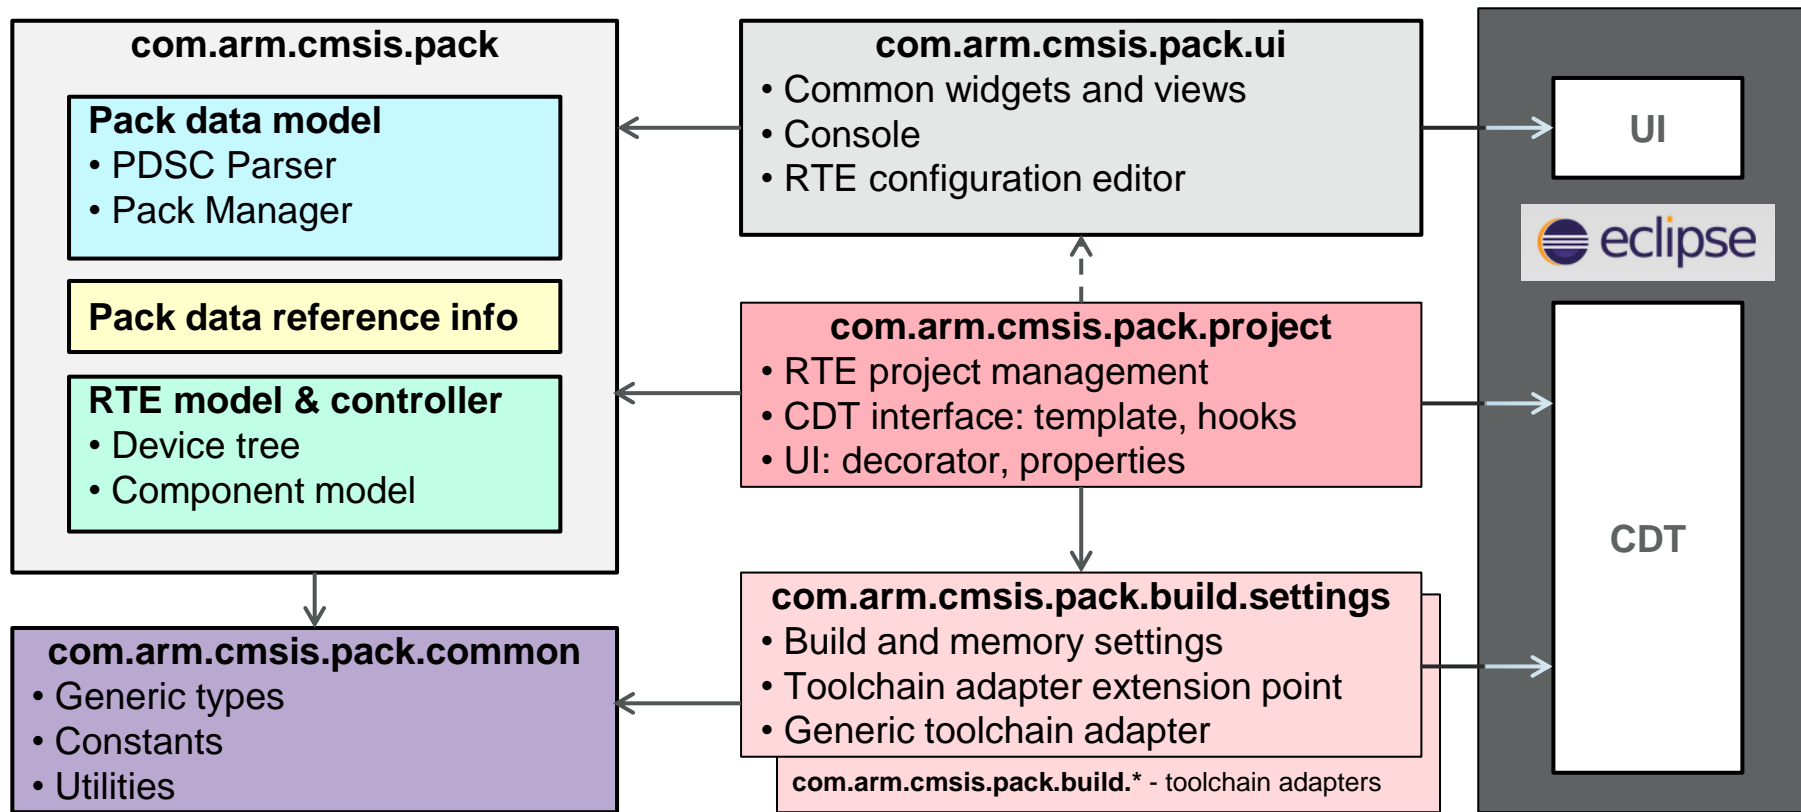 com.arm.cmsis.pack
Pack data model
• PDSC Parser
• Pack Manager
Pack data reference info
RTE model & controller
• Device tree
• Component model
com.arm.cmsis.pack.common
• Generic types
• Constants
• Utilities
com.arm.cmsis.pack.ui
• Common widgets and views
• Console
• RTE configuration editor
com.arm.cmsis.pack.project
• RTE project management
• CDT interface: template, hooks
• UI: decorator, properties
com.arm.cmsis.pack.build.settings
• Build and memory settings
• Toolchain adapter extension point
• Generic toolchain adapter
com.arm.cmsis.pack.build.* - toolchain adapters
UI
eclipse
CDT